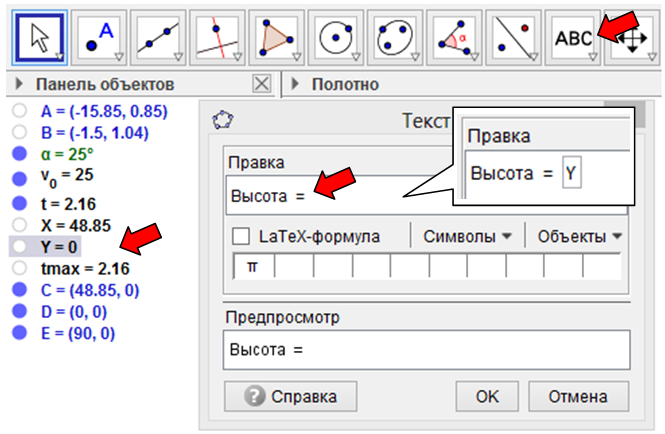 A
α
ABC
Панель объектов
Полотно
A = (-15.85, 0.85)
B = (-1.5, 1.04)
α = 25°
v0 = 25
t = 2.16
X = 48.85
Y = 0
tmax = 2.16
C = (48.85, 0)
D = (0, 0)
E = (90, 0)
Текст
Правка
Высота =
Правка
Высота = Y
LaTeX-формула
Символы
Объекты
π
Предпросмотр
Высота =
? Справка
OK
Отмена